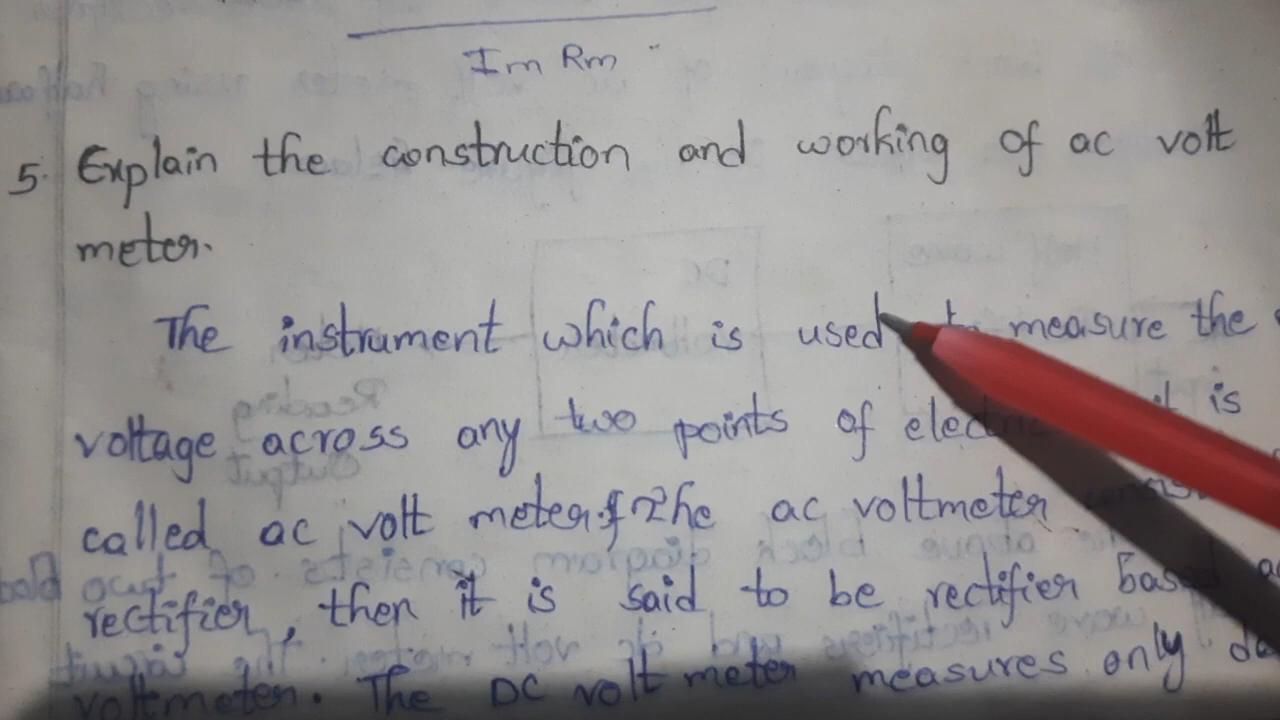 Im Rm
5. Explain the construction and working of ac volt
meter.
The instrument which is used to measure the
voltage across any two points of is
called ac volt meter. If the ac voltmeter
rectifier, then it is said to be rectifier
voltmeter. The DC volt meter measures only